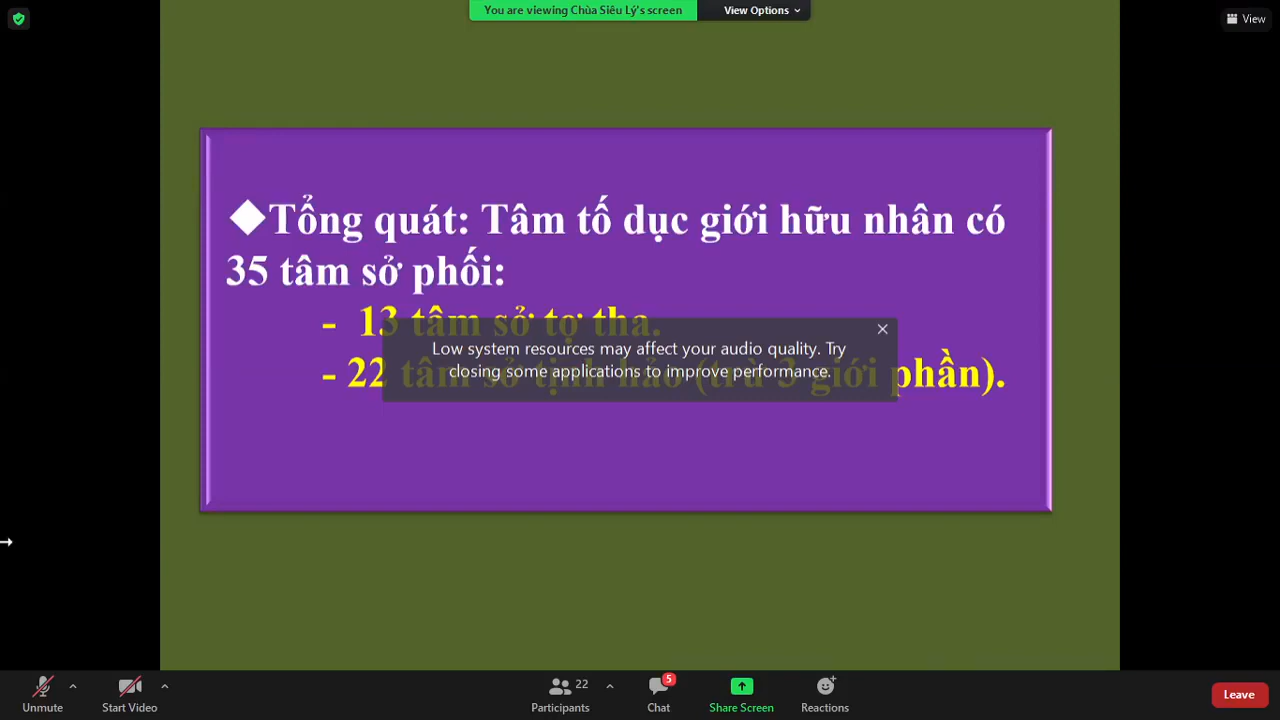 You are viewing Chùa Siêu Lý's screen
View Options
View
◆Tổng quát: Tâm tố dục giới hữu nhân có
35 tâm sở phối:
- 13 tâm sở tợ tha.
- 22 tâm sở tịnh hảo (trừ 3 giới phần).
Low system resources may affect your audio quality. Try
closing some applications to improve performance.
Unmute
Start Video
22
Participants
5
Chat
Share Screen
Reactions
Leave